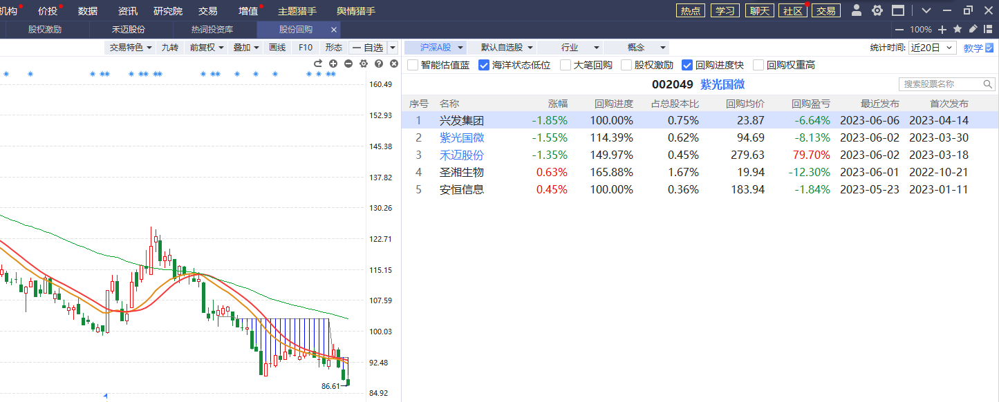 机构 价投 数据 资讯 研究院 交易 增值 主题猎手 舆情猎手 热点 学习 聊天 社区 交易
股权激励 禾迈股份 热词投资库 股份回购 × 100%
交易特色 九转 前复权 叠加 画线 F10 形态 一自选 沪深A股 默认自选股 行业 概念 统计时间: 近20日 教学
智能估值蓝 海洋状态低位 大笔回购 股权激励 回购进度快 回购权重高
002049 紫光国微 搜索股票名称
序号 名称 涨幅 回购进度 占总股本比 回购均价 回购盈亏 最近发布 首次发布
1 兴发集团 -1.85% 100.00% 0.75% 23.87 -6.64% 2023-06-06 2023-04-14
2 紫光国微 -1.55% 114.39% 0.62% 94.69 -8.13% 2023-06-02 2023-03-30
3 禾迈股份 -1.35% 149.97% 0.45% 279.63 79.70% 2023-06-02 2023-03-18
4 圣湘生物 0.63% 165.88% 1.67% 19.94 -12.30% 2023-06-01 2022-10-21
5 安恒信息 0.45% 100.00% 0.36% 183.94 -1.84% 2023-05-23 2023-01-11
160.49
152.93
145.38
137.82
130.26
122.71
115.15
107.59
100.03
92.48
86.61
84.92